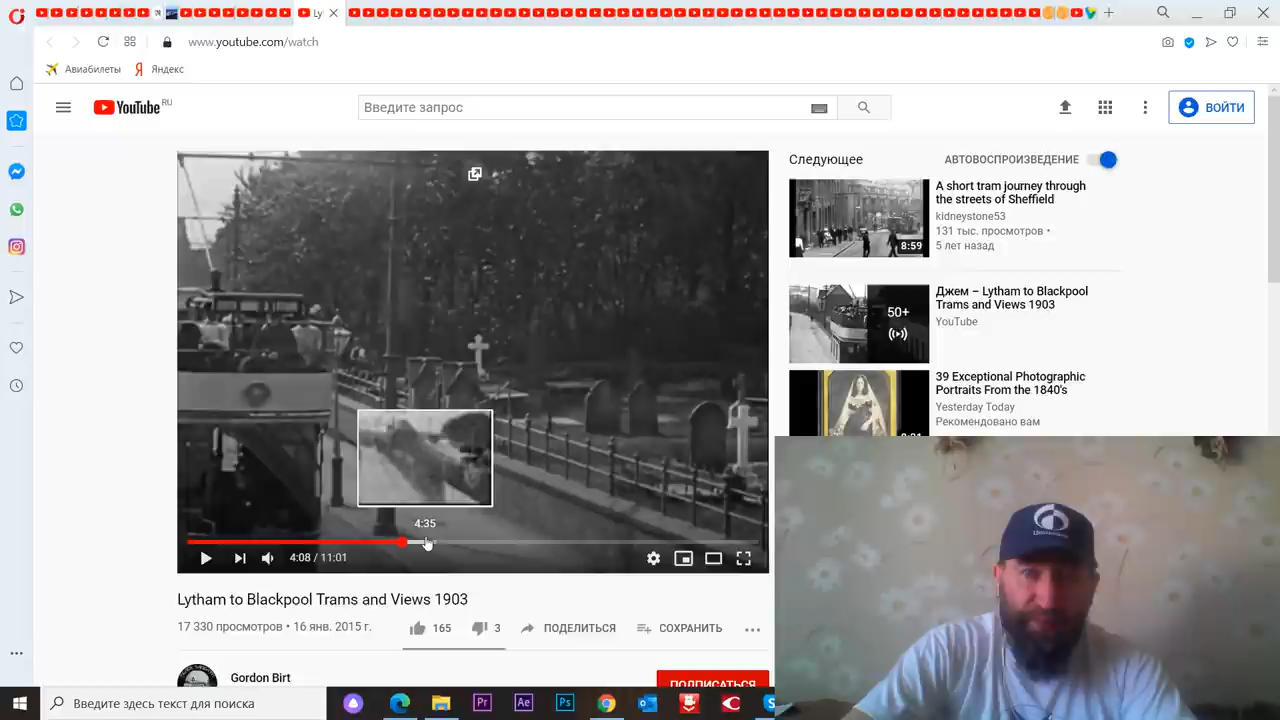 Ly
www.youtube.com/watch
Авиабилеты
Яндекс
YouTube RU
Введите запрос
ВОЙТИ
Следующее
АВТОВОСПРОИЗВЕДЕНИЕ
A short tram journey through
the streets of Sheffield
kidneystone53
131 тыс. просмотров •
5 лет назад
8:59
Джем – Lytham to Blackpool
Trams and Views 1903
YouTube
50+
39 Exceptional Photographic
Portraits From the 1840's
Yesterday Today
Рекомендовано вам
4:35
4:08 / 11:01
Lytham to Blackpool Trams and Views 1903
17 330 просмотров • 16 янв. 2015 г.
165
3
ПОДЕЛИТЬСЯ
СОХРАНИТЬ
Gordon Birt
ПОДПИСАТЬСЯ
Введите здесь текст для поиска
Pr
Ae
Ps